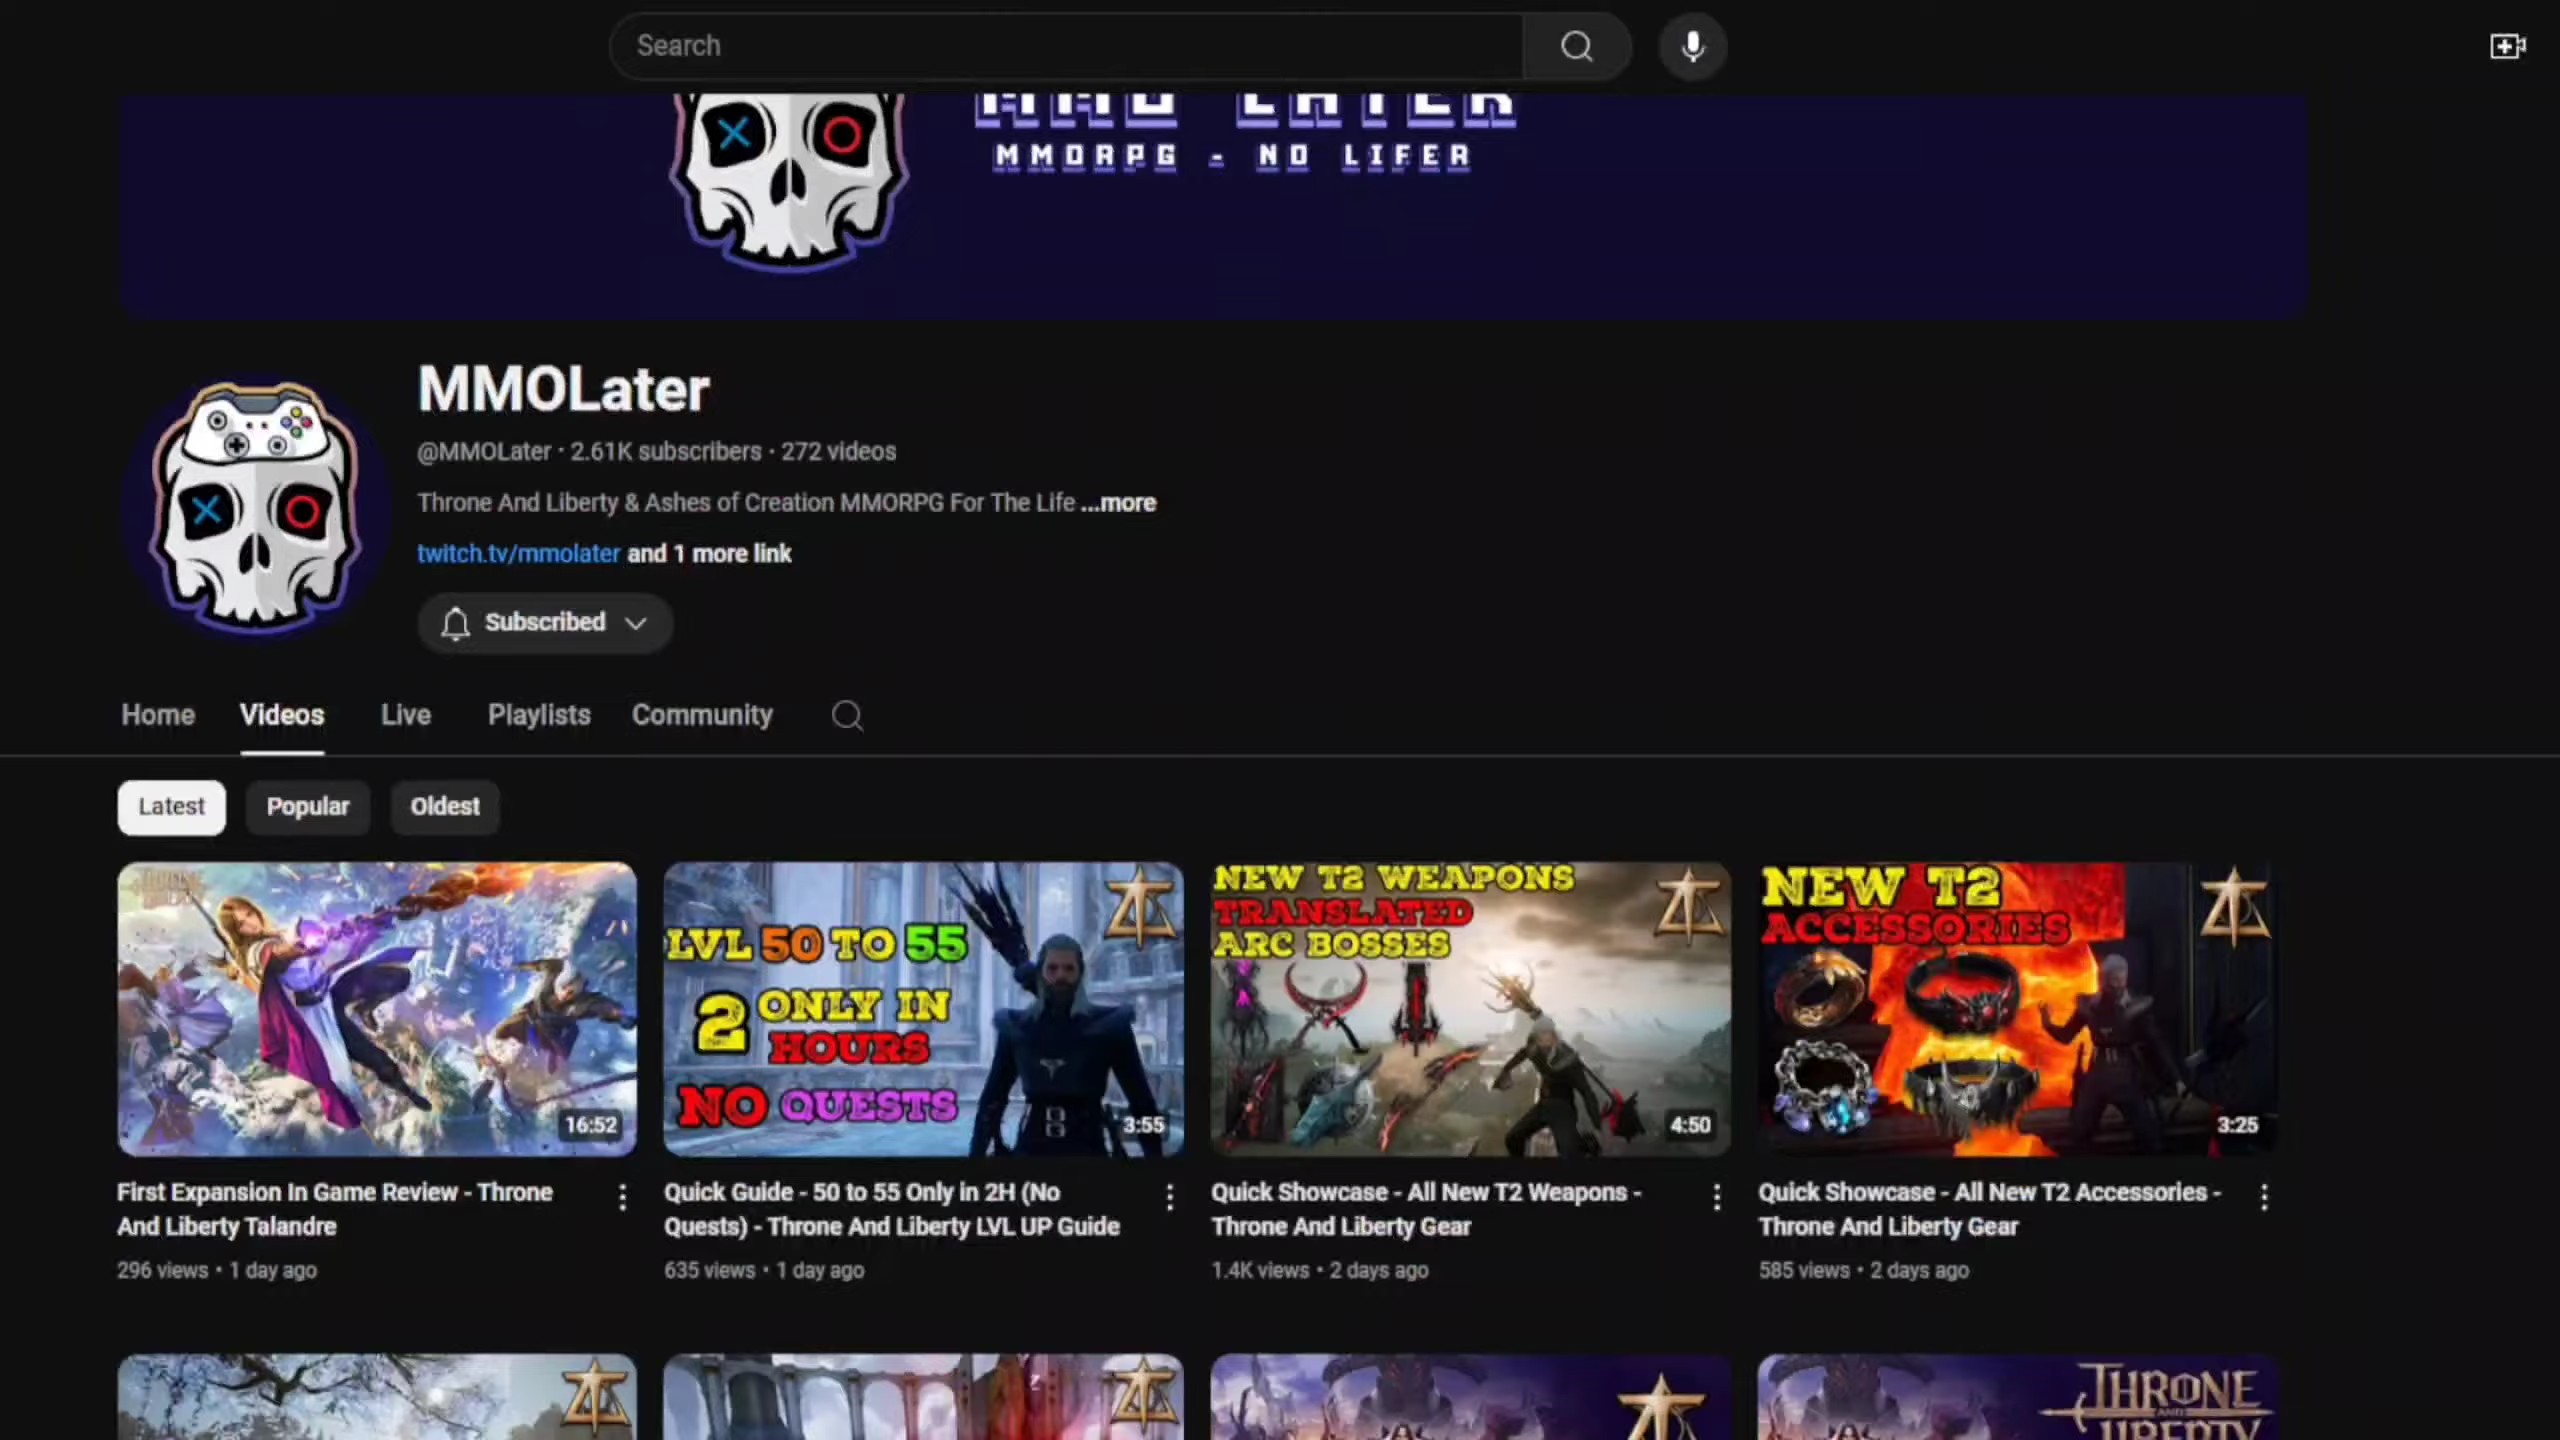 Search
MMO LATER
MMORPG - NO LIFER
MMOLater
@MMOLater · 2.61K subscribers · 272 videos
Throne And Liberty & Ashes of Creation MMORPG For The Life ...more
twitch.tv/mmolater and 1 more link
Subscribed
Home Videos Live Playlists Community
Latest Popular Oldest
16:52
LVL 50 TO 55
2 ONLY IN
HOURS
NO QUESTS
3:55
NEW T2 WEAPONS
TRANSLATED
ARC BOSSES
4:50
NEW T2
ACCESSORIES
3:25
First Expansion In Game Review - Throne
And Liberty Talandre
296 views · 1 day ago
Quick Guide - 50 to 55 Only in 2H (No
Quests) - Throne And Liberty LVL UP Guide
635 views · 1 day ago
Quick Showcase - All New T2 Weapons -
Throne And Liberty Gear
1.4K views · 2 days ago
Quick Showcase - All New T2 Accessories -
Throne And Liberty Gear
585 views · 2 days ago
THRONE
AND
LIBERTY